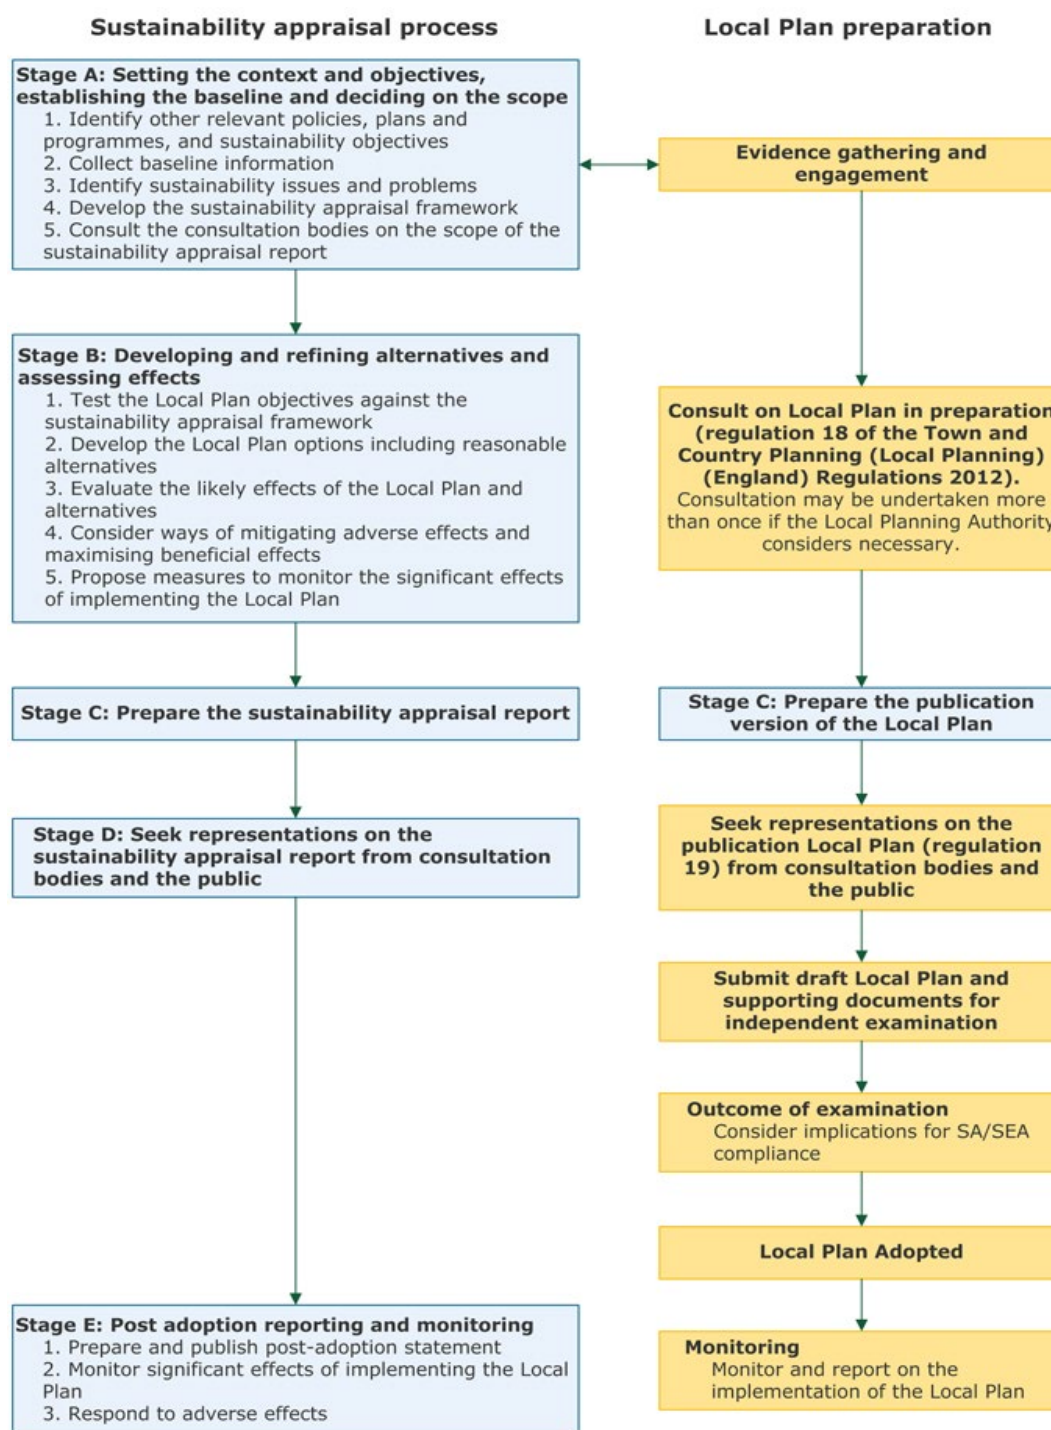 Sustainability appraisal process
Stage A: Setting the context and objectives,
establishing the baseline and deciding on the scope
1. Identify other relevant policies, plans and
programmes, and sustainability objectives
2. Collect baseline information
3. Identify sustainability issues and problems
4. Develop the sustainability appraisal framework
5. Consult the consultation bodies on the scope of the
sustainability appraisal report
Stage B: Developing and refining alternatives and
assessing effects
1. Test the Local Plan objectives against the
sustainability appraisal framework
2. Develop the Local Plan options including reasonable
alternatives
3. Evaluate the likely effects of the Local Plan and
alternatives
4. Consider ways of mitigating adverse effects and
maximising beneficial effects
5. Propose measures to monitor the significant effects
of implementing the Local Plan
Stage C: Prepare the sustainability appraisal report
Stage D: Seek representations on the
sustainability appraisal report from consultation
bodies and the public
Stage E: Post adoption reporting and monitoring
1. Prepare and publish post-adoption statement
2. Monitor significant effects of implementing the Local
Plan
3. Respond to adverse effects
Local Plan preparation
Evidence gathering and
engagement
Consult on Local Plan in preparation
(regulation 18 of the Town and
Country Planning (Local Planning)
(England) Regulations 2012).
Consultation may be undertaken more
than once if the Local Planning Authority
considers necessary.
Stage C: Prepare the publication
version of the Local Plan
Seek representations on the
publication Local Plan (regulation
19) from consultation bodies and
the public
Submit draft Local Plan and
supporting documents for
independent examination
Outcome of examination
Consider implications for SA/SEA
compliance
Local Plan Adopted
Monitoring
Monitor and report on the
implementation of the Local Plan